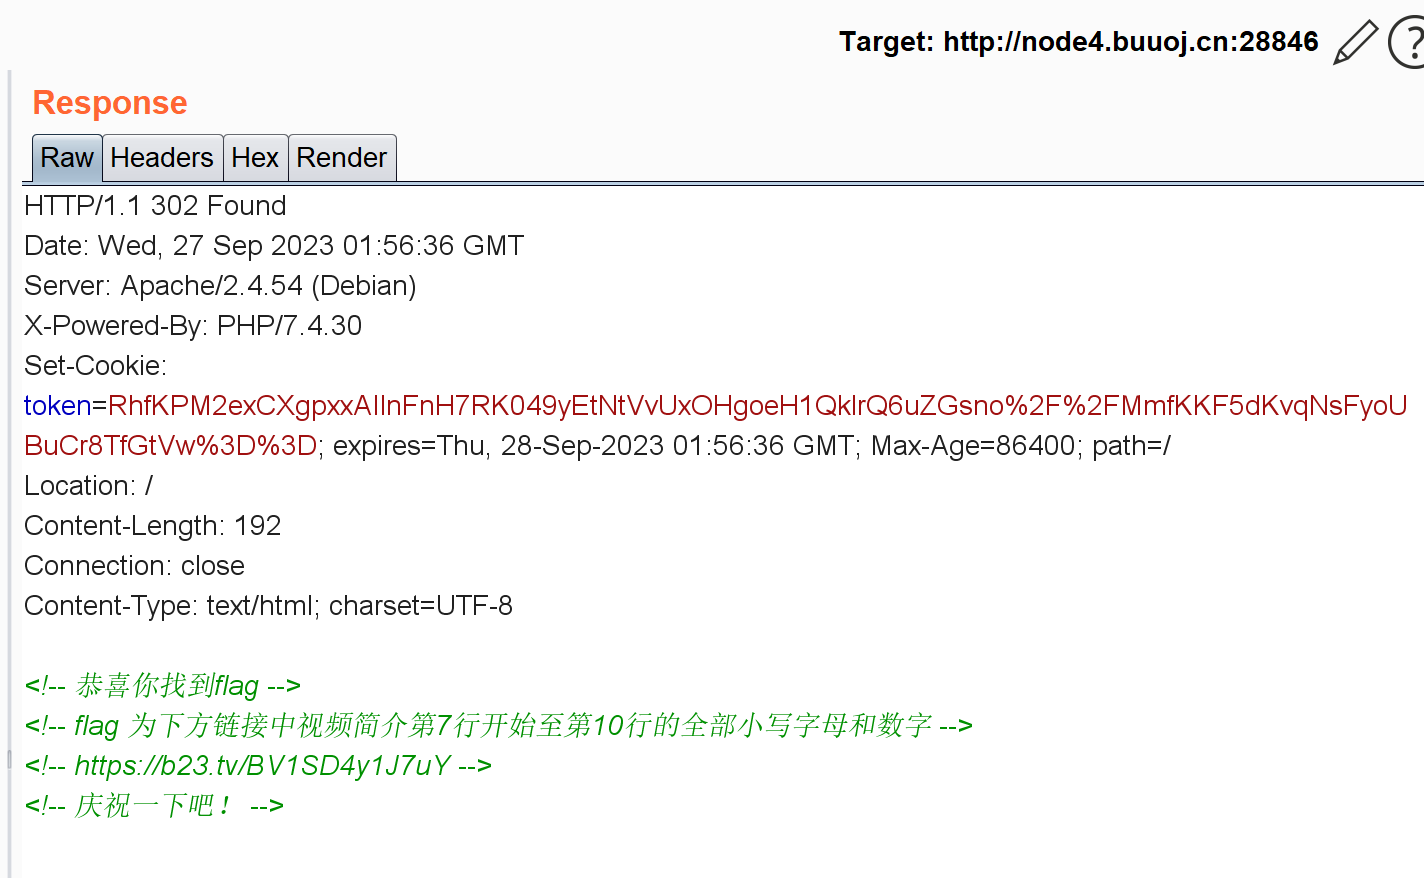 Target: http://node4.buuoj.cn:28846
Response
Raw Headers Hex Render
HTTP/1.1 302 Found
Date: Wed, 27 Sep 2023 01:56:36 GMT
Server: Apache/2.4.54 (Debian)
X-Powered-By: PHP/7.4.30
Set-Cookie:
token=RhfKPM2exCXgpxxAIlnFnH7RK049yEtNtVvUxOHgoeH1QklrQ6uZGsno%2F%2FMmfKKF5dKvqNsFyoU
BuCr8TfGtVw%3D%3D; expires=Thu, 28-Sep-2023 01:56:36 GMT; Max-Age=86400; path=/
Location: /
Content-Length: 192
Connection: close
Content-Type: text/html; charset=UTF-8
<!-- 恭喜你找到flag -->
<!-- flag 为下方链接中视频简介第7行开始至第10行的全部小写字母和数字 -->
<!-- https://b23.tv/BV1SD4y1J7uY -->
<!-- 庆祝一下吧！ -->